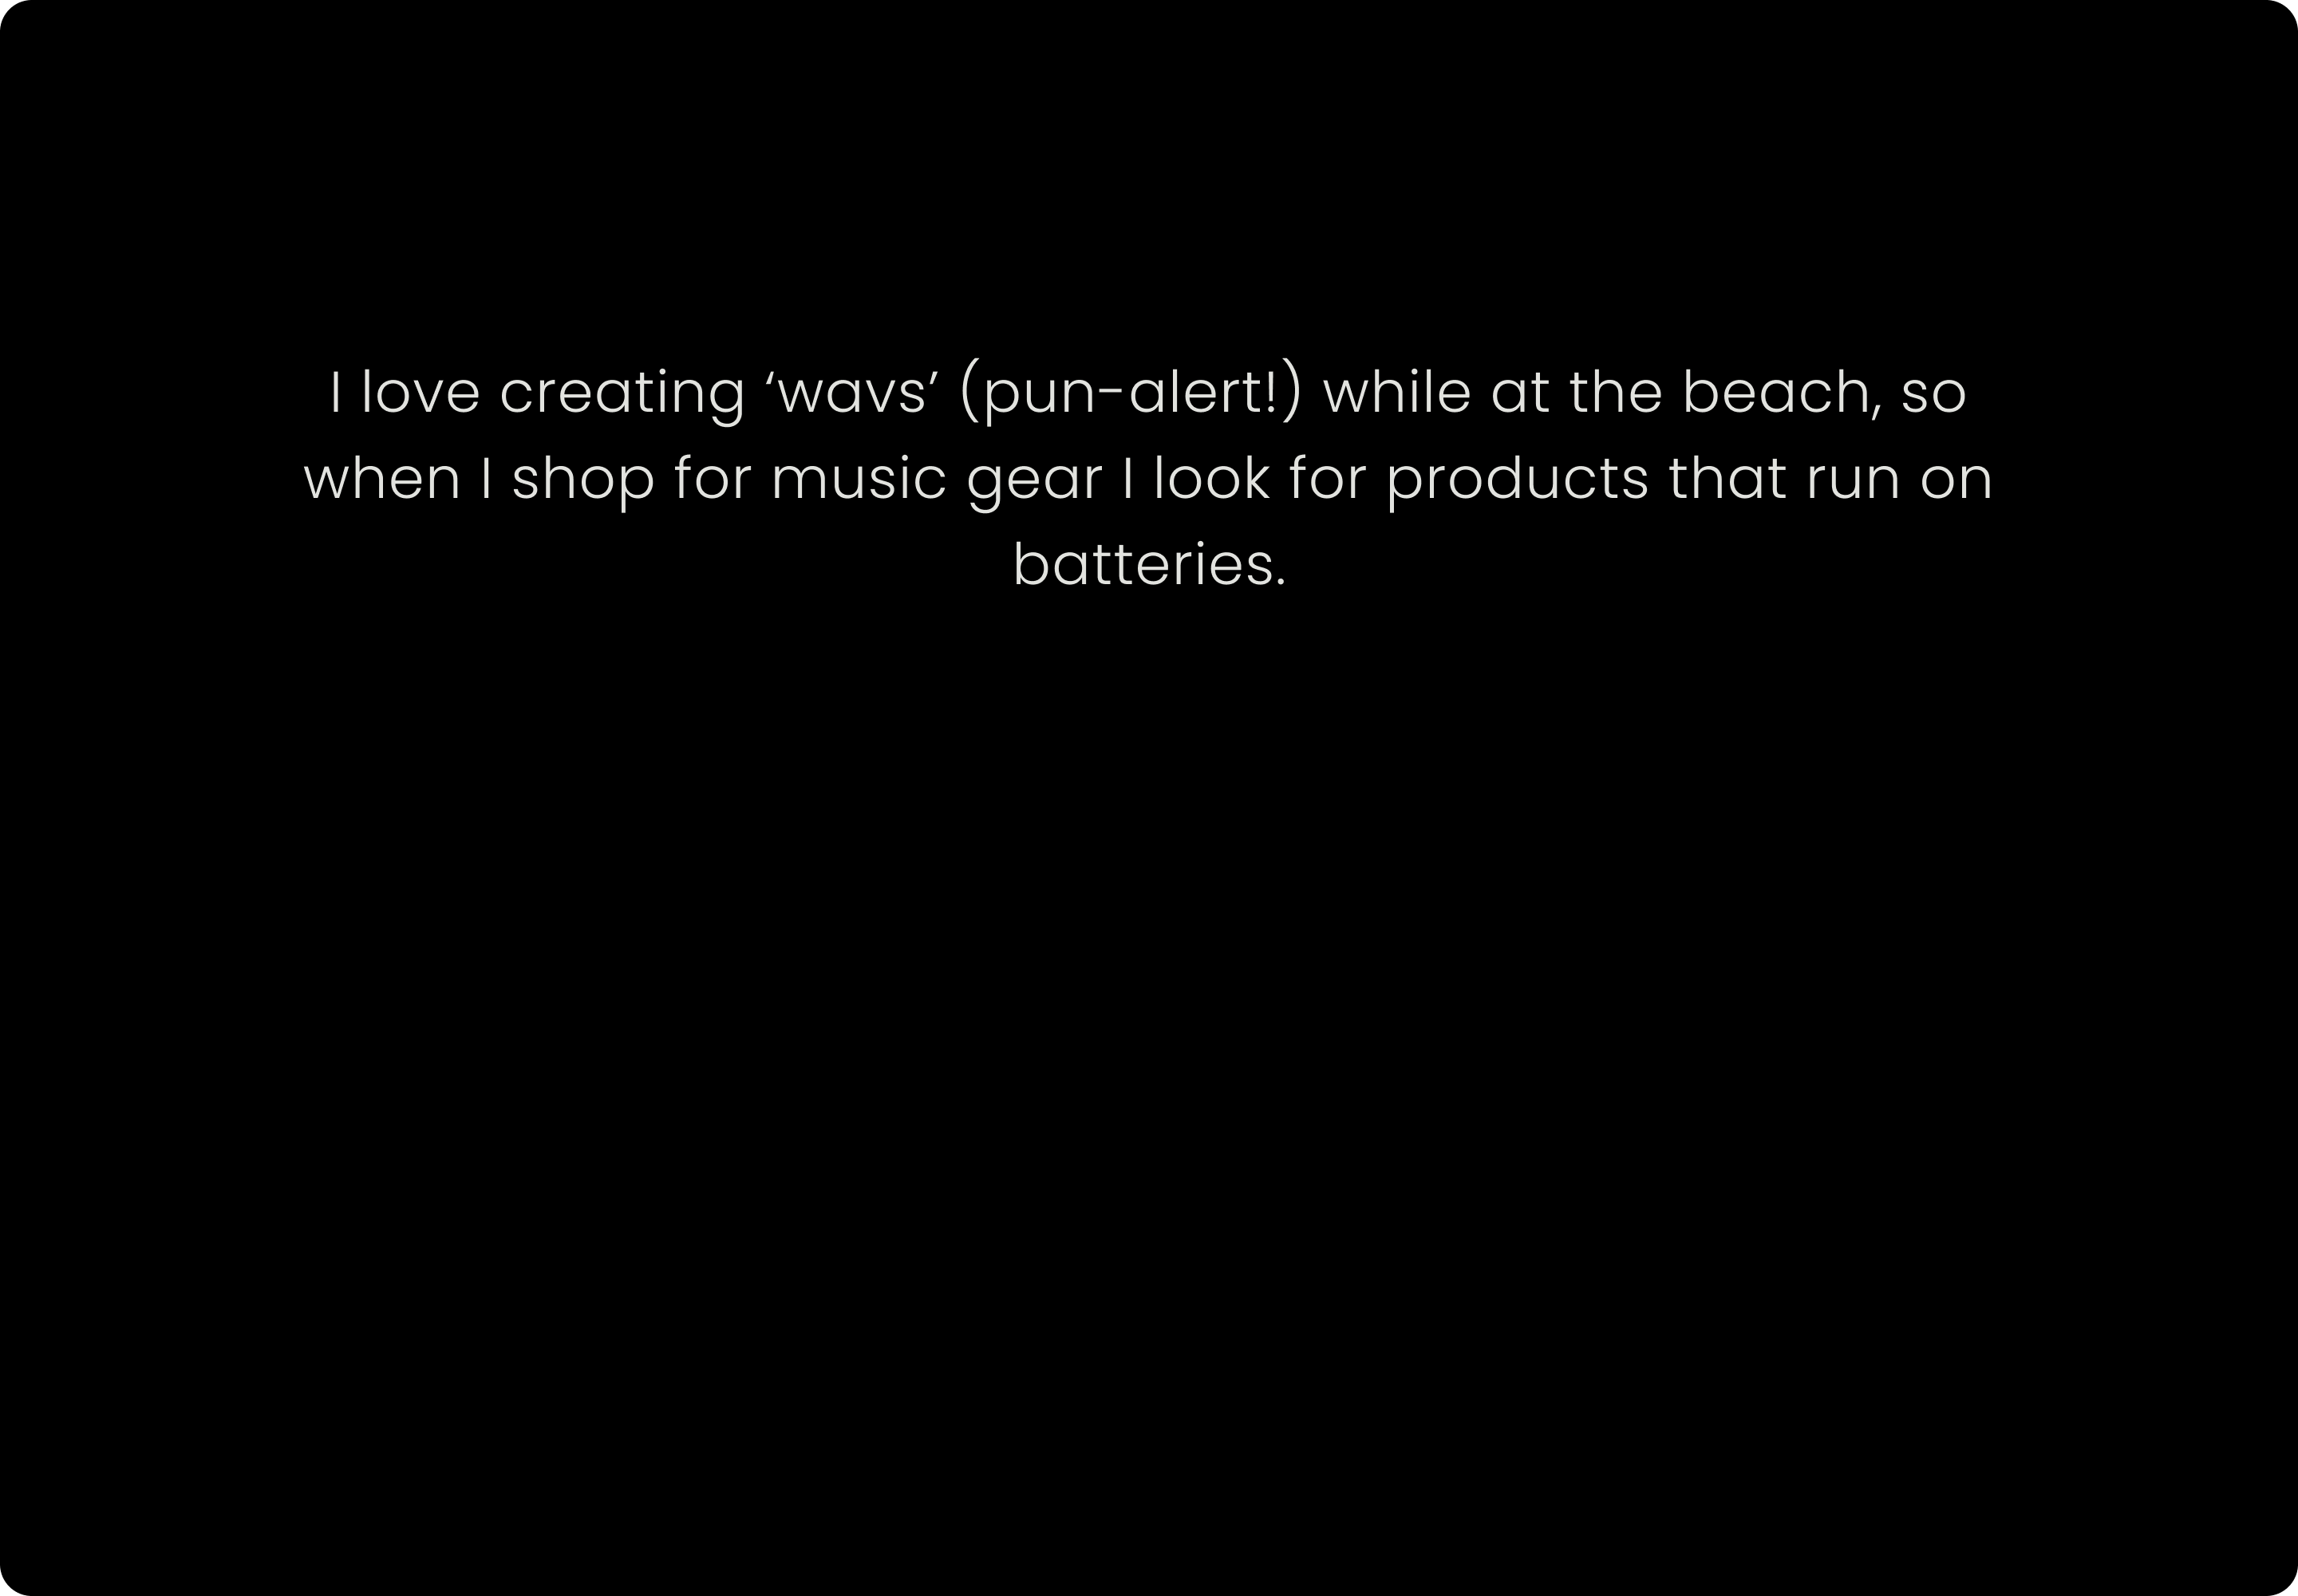 I love creating ‘wavs’ (pun-alert!) while at the beach, so
when I shop for music gear I look for products that run on
batteries.